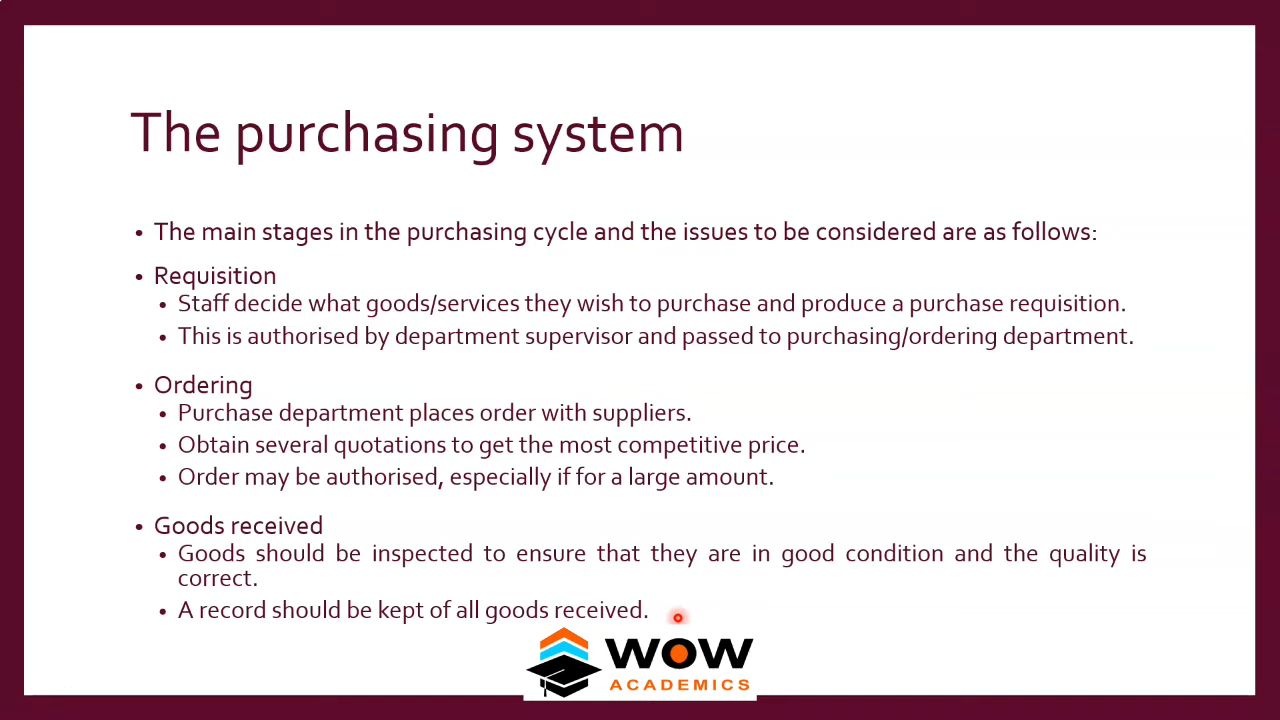 The purchasing system
• The main stages in the purchasing cycle and the issues to be considered are as follows:
• Requisition
• Staff decide what goods/services they wish to purchase and produce a purchase requisition.
• This is authorised by department supervisor and passed to purchasing/ordering department.
• Ordering
• Purchase department places order with suppliers.
• Obtain several quotations to get the most competitive price.
• Order may be authorised, especially if for a large amount.
• Goods received
• Goods should be inspected to ensure that they are in good condition and the quality is
correct.
• A record should be kept of all goods received.
WOW
ACADEMICS